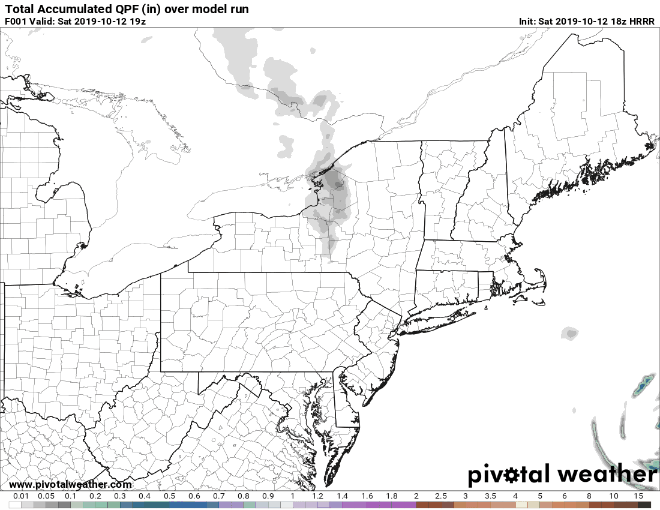 Total Accumulated QPF (in) over model run
F001 Valid: Sat 2019-10-12 19z Init: Sat 2019-10-12 18z HRRR
pivotal weather
www.pivotalweather.com
0.01 0.05 0.1 0.2 0.3 0.4 0.5 0.6 0.7 0.8 0.9 1 1.2 1.4 1.6 1.8 2 2.5 3 3.5 4 5 6 8 10 15